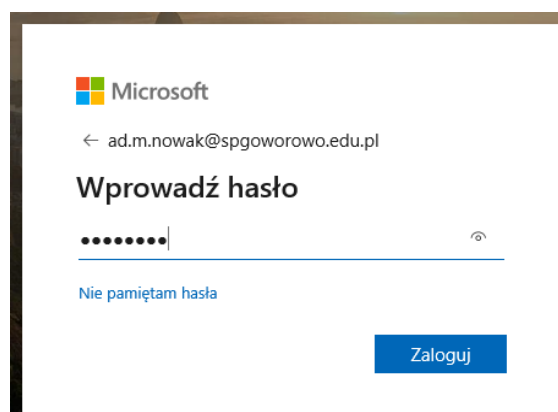 Microsoft
← ad.m.nowak@spgoworowo.edu.pl
Wprowadź hasło
••••••••
Nie pamiętam hasła
Zaloguj